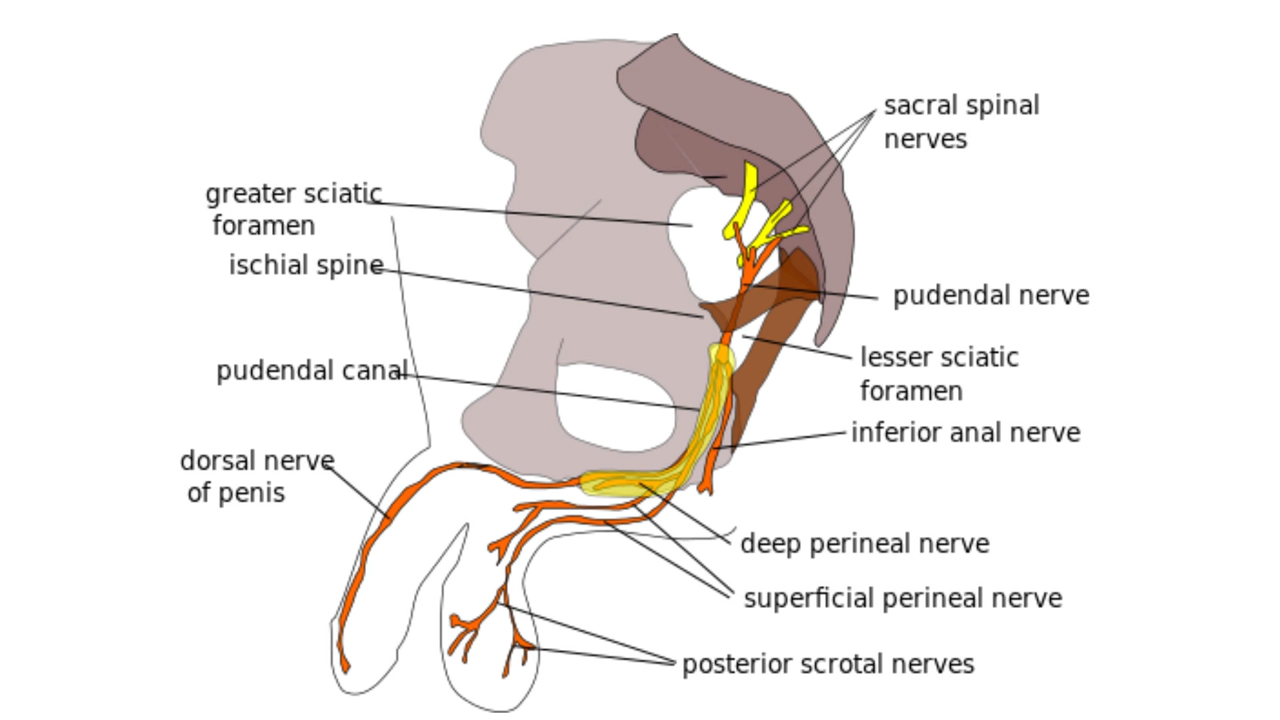 sacral spinal
nerves
greater sciatic
foramen
ischial spine
pudendal nerve
lesser sciatic
foramen
pudendal canal
inferior anal nerve
dorsal nerve
of penis
deep perineal nerve
superficial perineal nerve
posterior scrotal nerves